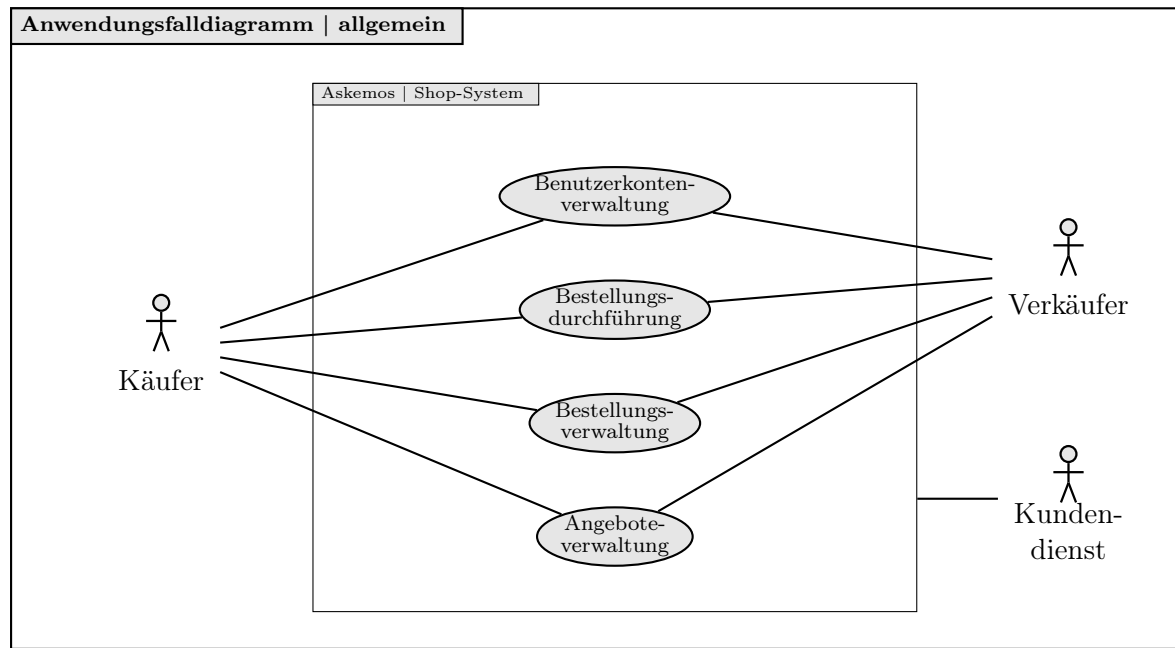 Anwendungsfalldiagramm | allgemein
Askemos | Shop-System
Benutzerkonten-
verwaltung
Bestellungs-
durchführung
Verkäufer
Käufer
Bestellungs-
verwaltung
Angebote-
verwaltung
Kunden-
dienst